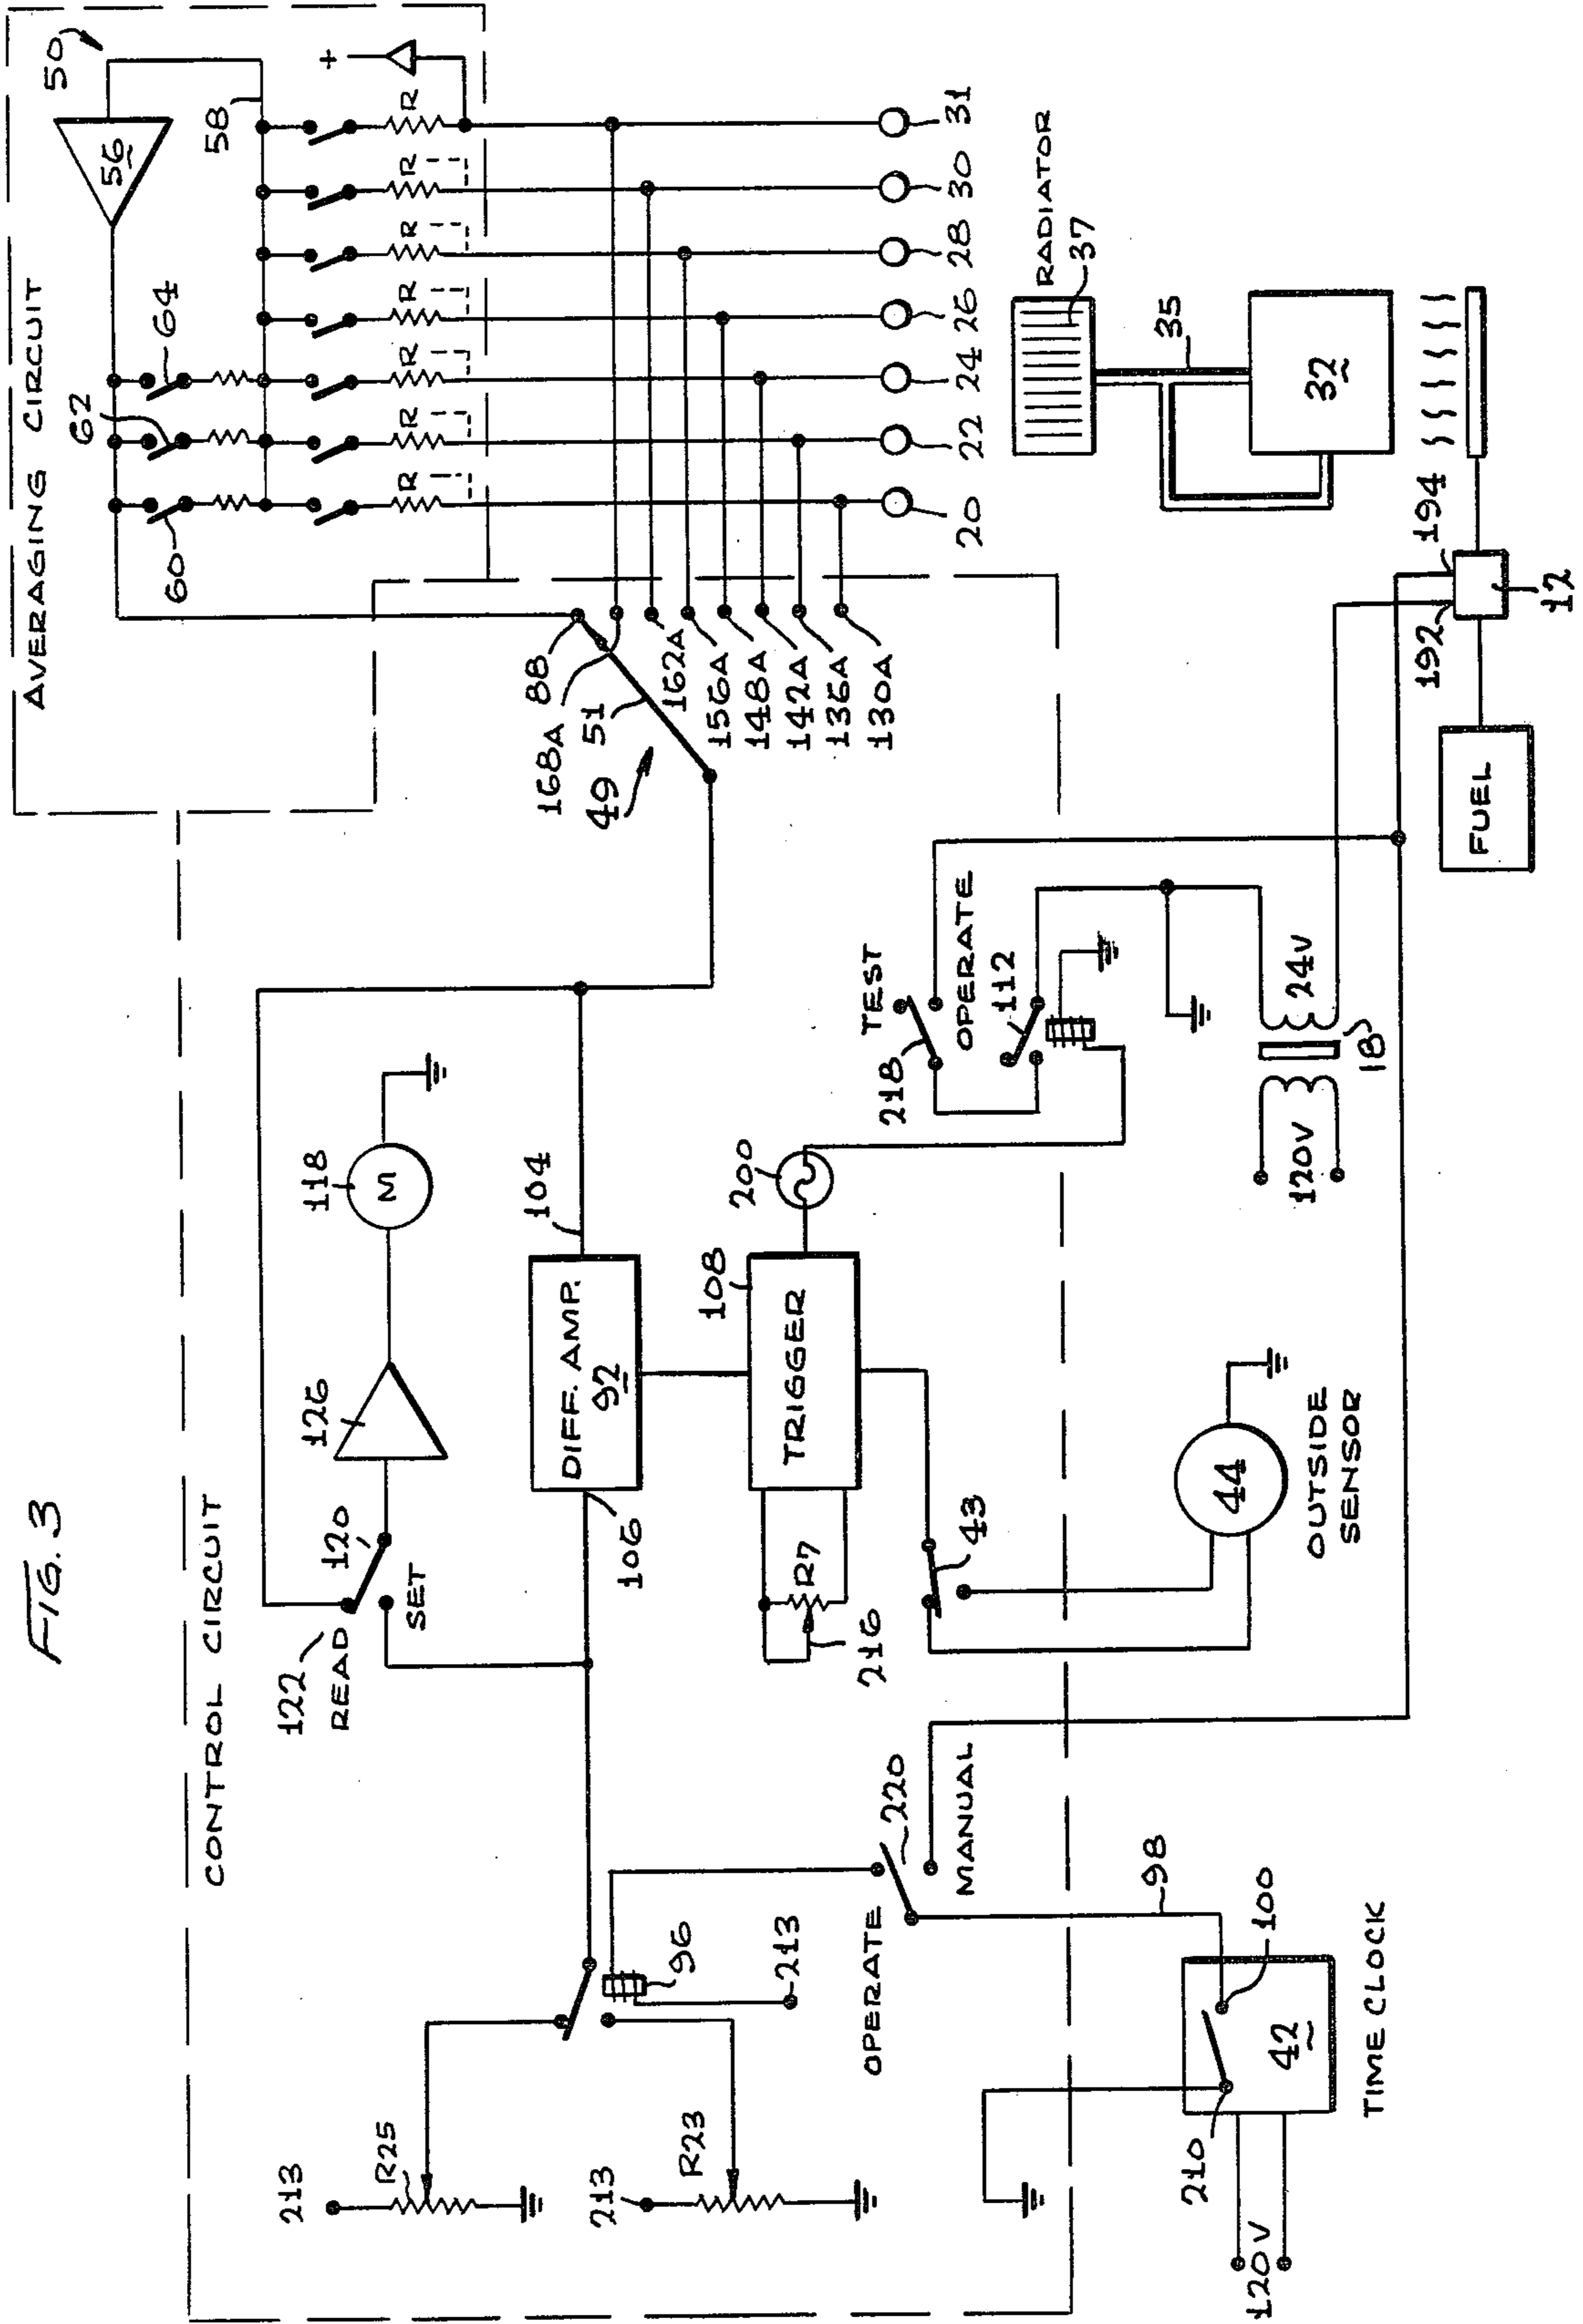 FIG. 3
AVERAGING CIRCUIT
50
56
58
60
62
64
+
R
R
R
R
R
R
R
20
22
24
26
28
30
31
88
168A
51
49
162A
156A
148A
142A
136A
130A
CONTROL CIRCUIT
122
READ
120
SET
126
118
M
104
DIFF. AMP.
92
106
108
TRIGGER
200
R7
216
43
44
OUTSIDE
SENSOR
TEST
218
OPERATE
112
24V
18
120V
RADIATOR
37
35
32
192
194
12
FUEL
213
R25
213
R23
96
213
OPERATE
220
MANUAL
98
100
210
42
TIME CLOCK
120V